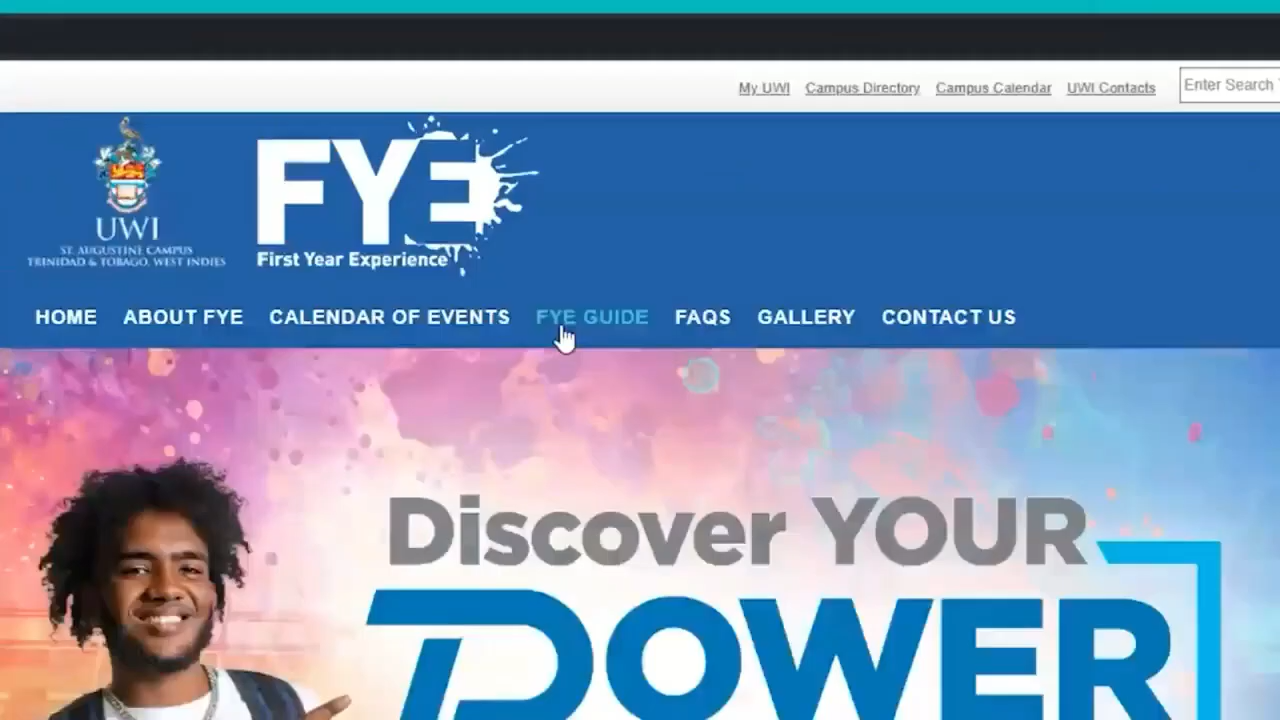 My UWI Campus Directory Campus Calendar UWI Contacts Enter Search
FYE
First Year Experience
UWI
ST. AUGUSTINE CAMPUS
TRINIDAD & TOBAGO, WEST INDIES
HOME ABOUT FYE CALENDAR OF EVENTS FYE GUIDE FAQS GALLERY CONTACT US
Discover YOUR
POWER